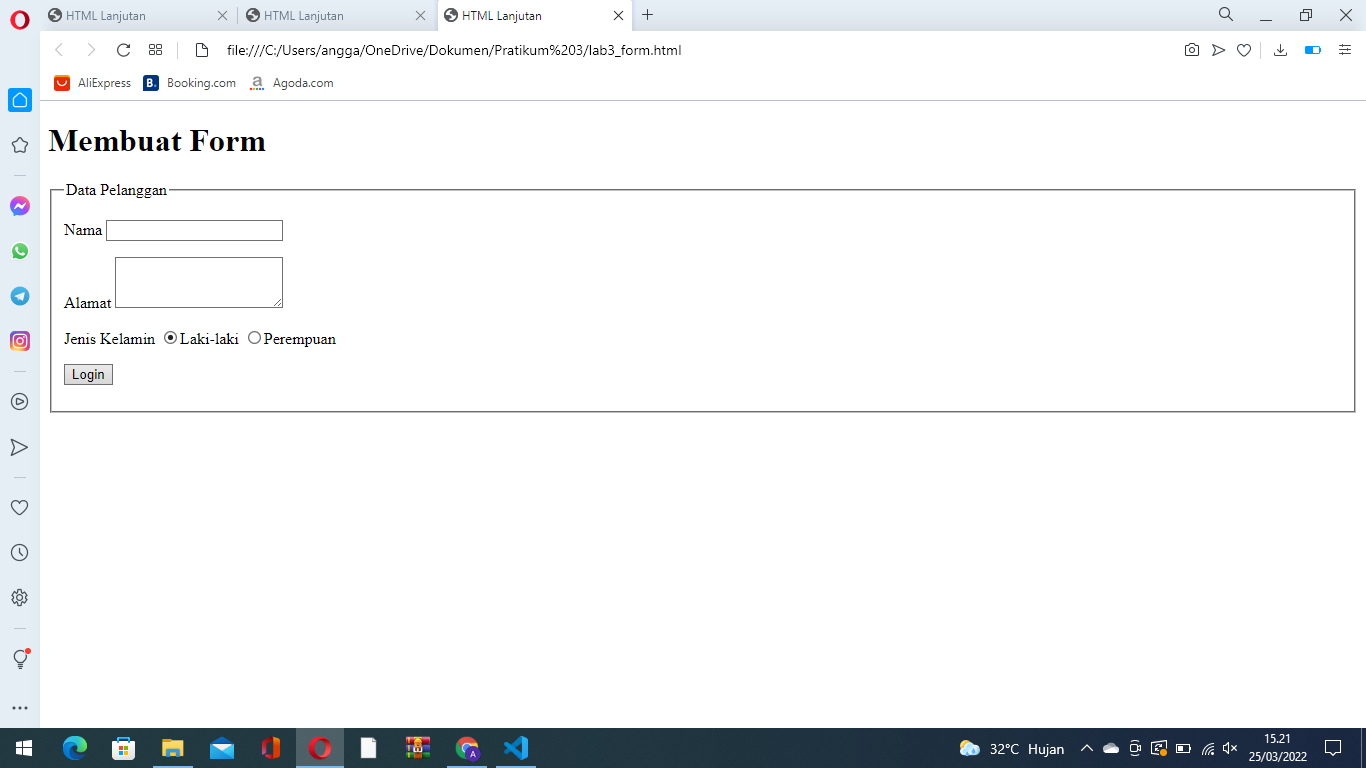 HTML Lanjutan
HTML Lanjutan
HTML Lanjutan
file:///C:/Users/angga/OneDrive/Dokumen/Pratikum%203/lab3_form.html
AliExpress B. Booking.com a Agoda.com
Membuat Form
Data Pelanggan
Nama
Alamat
Jenis Kelamin Laki-laki Perempuan
Login
A
32°C Hujan
15.21
25/03/2022